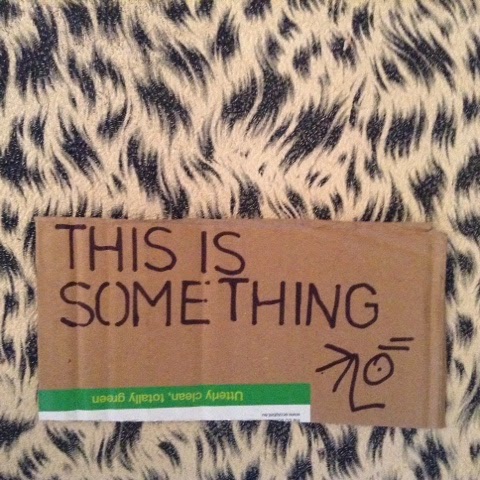 THIS IS
SOMETHING
Utterly clean, totally green